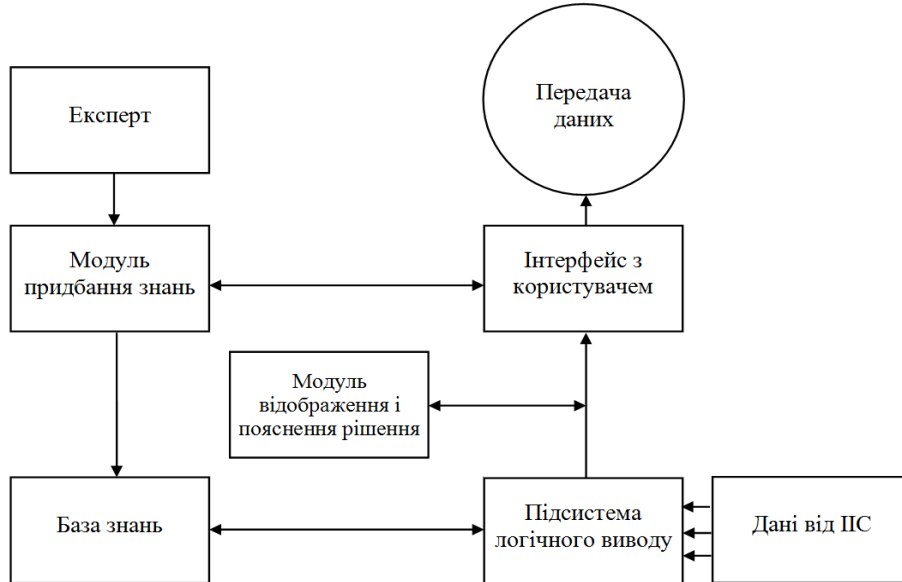 Експерт
Передача
даних
Модуль
придбання знань
Інтерфейс з
користувачем
Модуль
відображення і
пояснення рішення
База знань
Підсистема
логічного виводу
Дані від ІІС